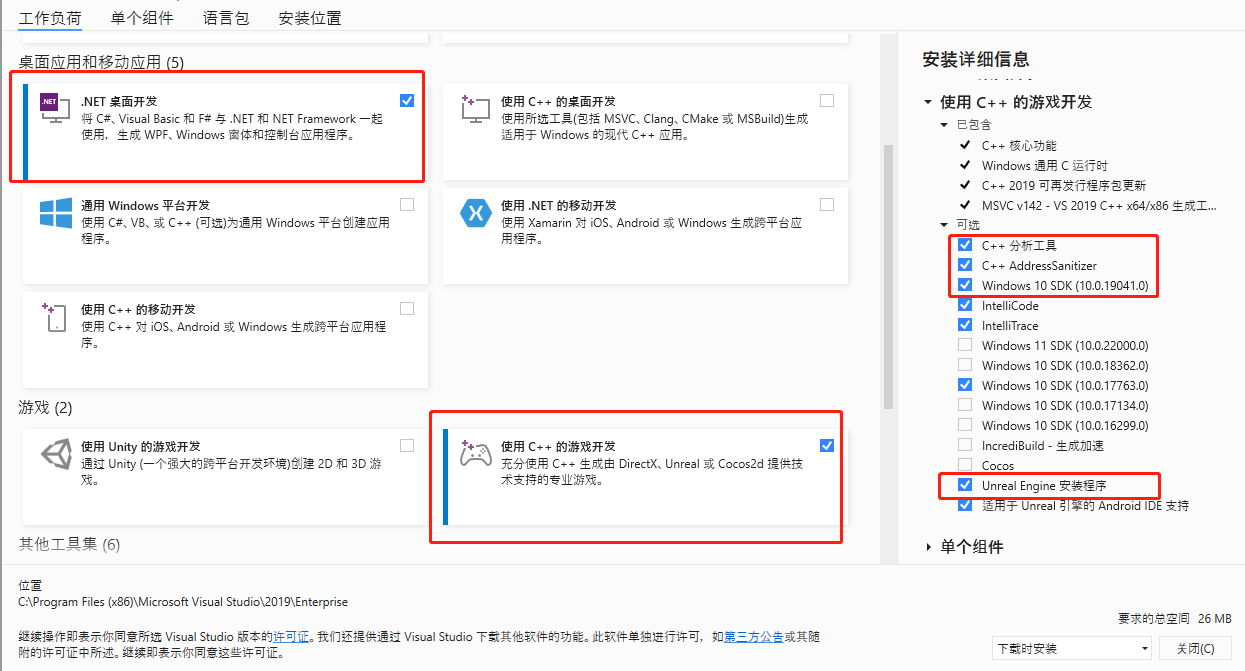 工作负荷 单个组件 语言包 安装位置
桌面应用和移动应用 (5)
.NET
.NET 桌面开发
将 C#、Visual Basic 和 F# 与 .NET 和 NET Framework 一起
使用，生成 WPF、Windows 窗体和控制台应用程序。
使用 C++ 的桌面开发
使用所选工具(包括 MSVC、Clang、CMake 或 MSBuild)生成
适用于 Windows 的现代 C++ 应用。
通用 Windows 平台开发
使用 C#、VB、或 C++ (可选)为通用 Windows 平台创建应用
程序。
使用 .NET 的移动开发
使用 Xamarin 对 iOS、Android 或 Windows 生成跨平台应
用程序。
使用 C++ 的移动开发
使用 C++ 对 iOS、Android 或 Windows 生成跨平台应用程
序。
游戏 (2)
使用 Unity 的游戏开发
通过 Unity (一个强大的跨平台开发环境)创建 2D 和 3D 游
戏。
使用 C++ 的游戏开发
充分使用 C++ 生成由 DirectX、Unreal 或 Cocos2d 提供技
术支持的专业游戏。
其他工具集 (6)
安装详细信息
使用 C++ 的游戏开发
已包含
C++ 核心功能
Windows 通用 C 运行时
C++ 2019 可再发行程序包更新
MSVC v142 - VS 2019 C++ x64/x86 生成工...
可选
C++ 分析工具
C++ AddressSanitizer
Windows 10 SDK (10.0.19041.0)
IntelliCode
IntelliTrace
Windows 11 SDK (10.0.22000.0)
Windows 10 SDK (10.0.18362.0)
Windows 10 SDK (10.0.17763.0)
Windows 10 SDK (10.0.17134.0)
Windows 10 SDK (10.0.16299.0)
IncrediBuild - 生成加速
Cocos
Unreal Engine 安装程序
适用于 Unreal 引擎的 Android IDE 支持
单个组件
位置
C:\Program Files (x86)\Microsoft Visual Studio\2019\Enterprise
继续操作即表示你同意所选 Visual Studio 版本的许可证。我们还提供通过 Visual Studio 下载其他软件的功能。此软件单独进行许可，如第三方公告或其随
附的许可证中所述。继续即表示你同意这些许可证。
要求的总空间 26 MB
下载时安装 关闭(C)